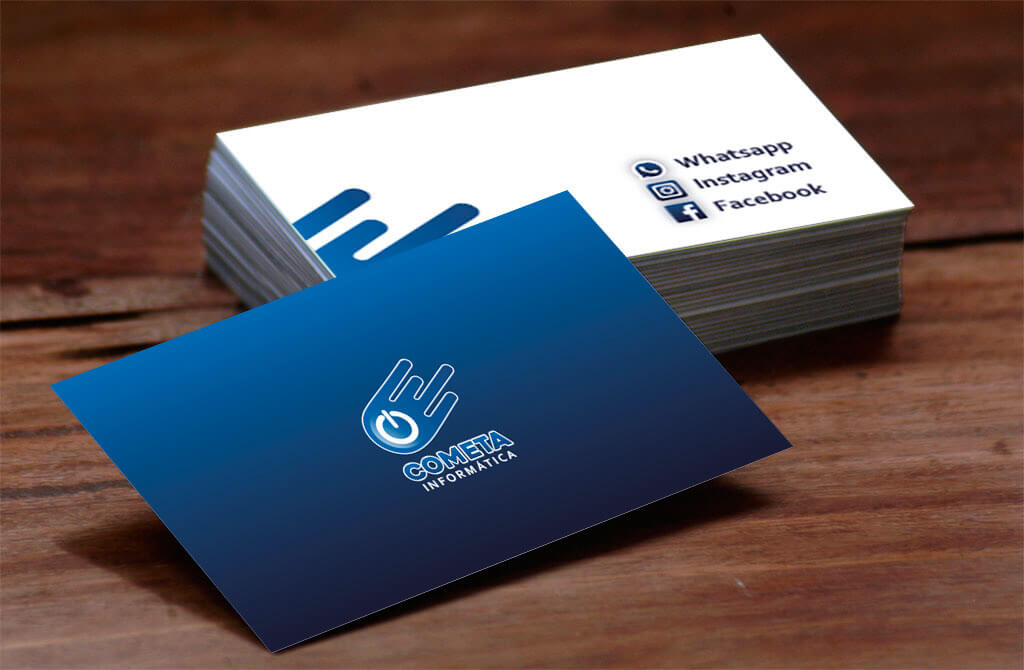 Whatsapp
Instagram
Facebook
COMETA
INFORMÁTICA